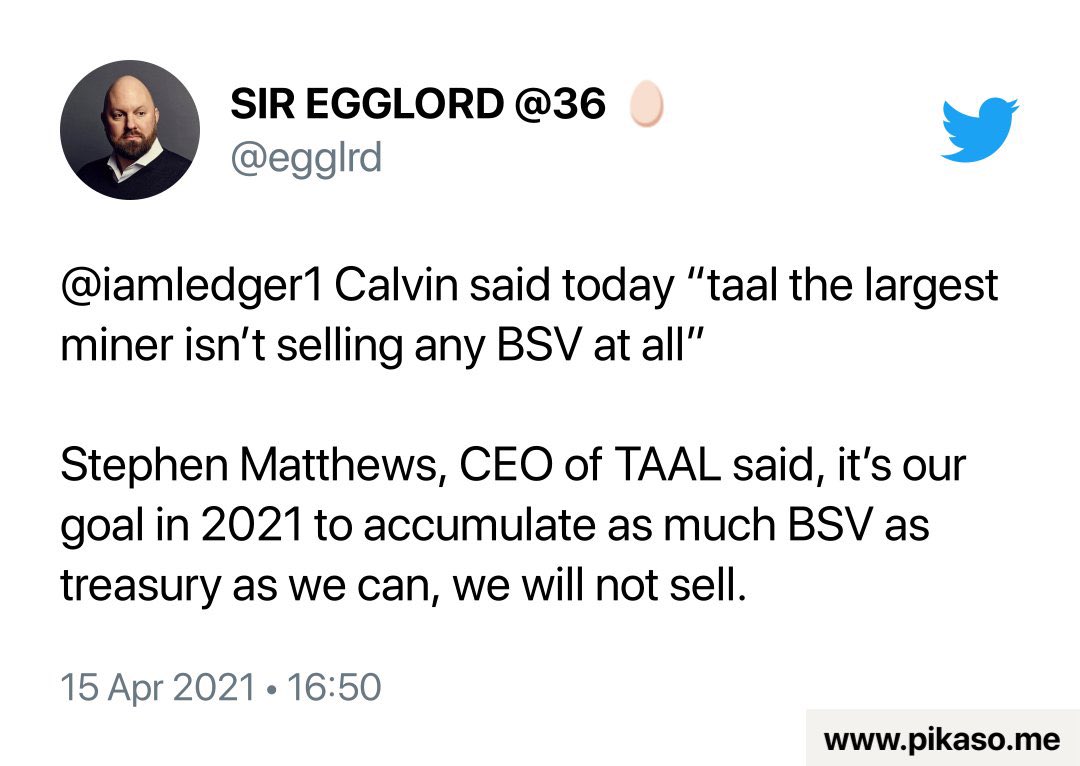 SIR EGGLORD @36 🥚
@egglrd
@iamledger1 Calvin said today “taal the largest
miner isn’t selling any BSV at all”
Stephen Matthews, CEO of TAAL said, it’s our
goal in 2021 to accumulate as much BSV as
treasury as we can, we will not sell.
15 Apr 2021 • 16:50
www.pikaso.me